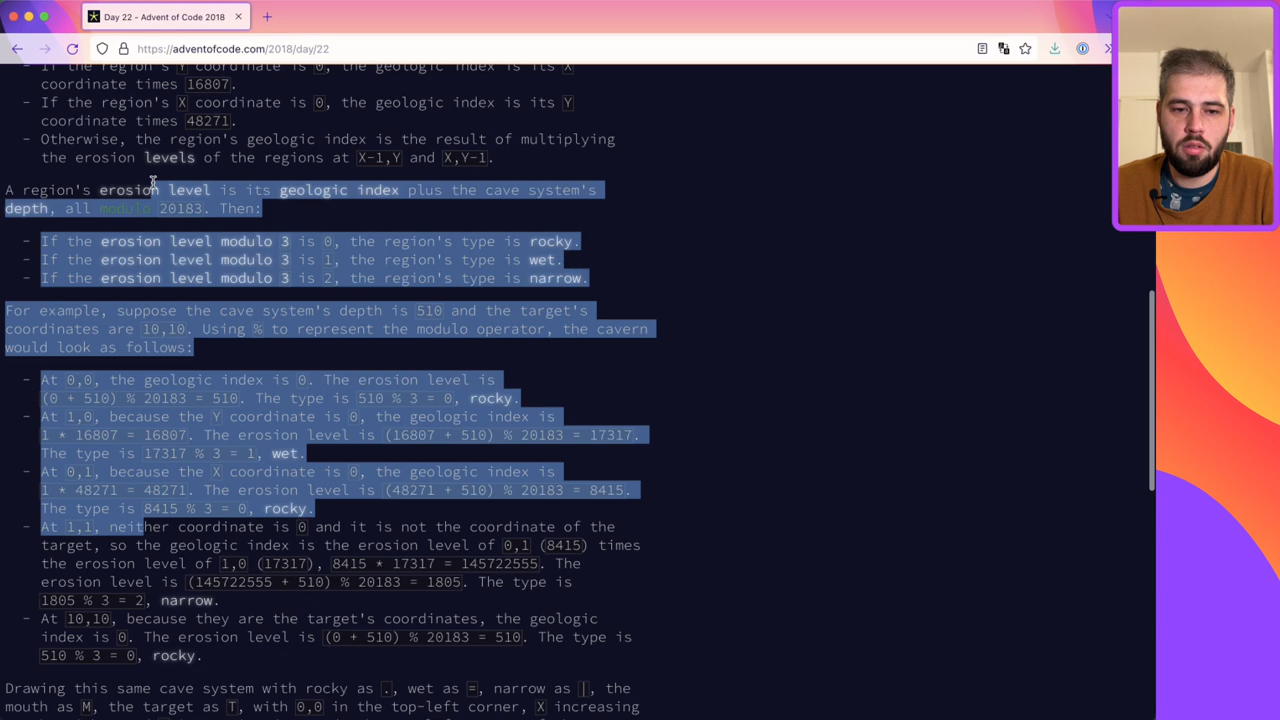 Day 22 - Advent of Code 2018
https://adventofcode.com/2018/day/22
- If the region's Y coordinate is 0, the geologic index is its X
coordinate times 16807.
- If the region's X coordinate is 0, the geologic index is its Y
coordinate times 48271.
- Otherwise, the region's geologic index is the result of multiplying
the erosion levels of the regions at X-1,Y and X,Y-1.
A region's erosion level is its geologic index plus the cave system's
depth, all modulo 20183. Then:
- If the erosion level modulo 3 is 0, the region's type is rocky.
- If the erosion level modulo 3 is 1, the region's type is wet.
- If the erosion level modulo 3 is 2, the region's type is narrow.
For example, suppose the cave system's depth is 510 and the target's
coordinates are 10,10. Using % to represent the modulo operator, the cavern
would look as follows:
- At 0,0, the geologic index is 0. The erosion level is
(0 + 510) % 20183 = 510. The type is 510 % 3 = 0, rocky.
- At 1,0, because the Y coordinate is 0, the geologic index is
1 * 16807 = 16807. The erosion level is (16807 + 510) % 20183 = 17317.
The type is 17317 % 3 = 1, wet.
- At 0,1, because the X coordinate is 0, the geologic index is
1 * 48271 = 48271. The erosion level is (48271 + 510) % 20183 = 8415.
The type is 8415 % 3 = 0, rocky.
- At 1,1, neither coordinate is 0 and it is not the coordinate of the
target, so the geologic index is the erosion level of 0,1 (8415) times
the erosion level of 1,0 (17317), 8415 * 17317 = 145722555. The
erosion level is (145722555 + 510) % 20183 = 1805. The type is
1805 % 3 = 2, narrow.
- At 10,10, because they are the target's coordinates, the geologic
index is 0. The erosion level is (0 + 510) % 20183 = 510. The type is
510 % 3 = 0, rocky.
Drawing this same cave system with rocky as ., wet as =, narrow as |, the
mouth as M, the target as T, with 0,0 in the top-left corner, X increasing